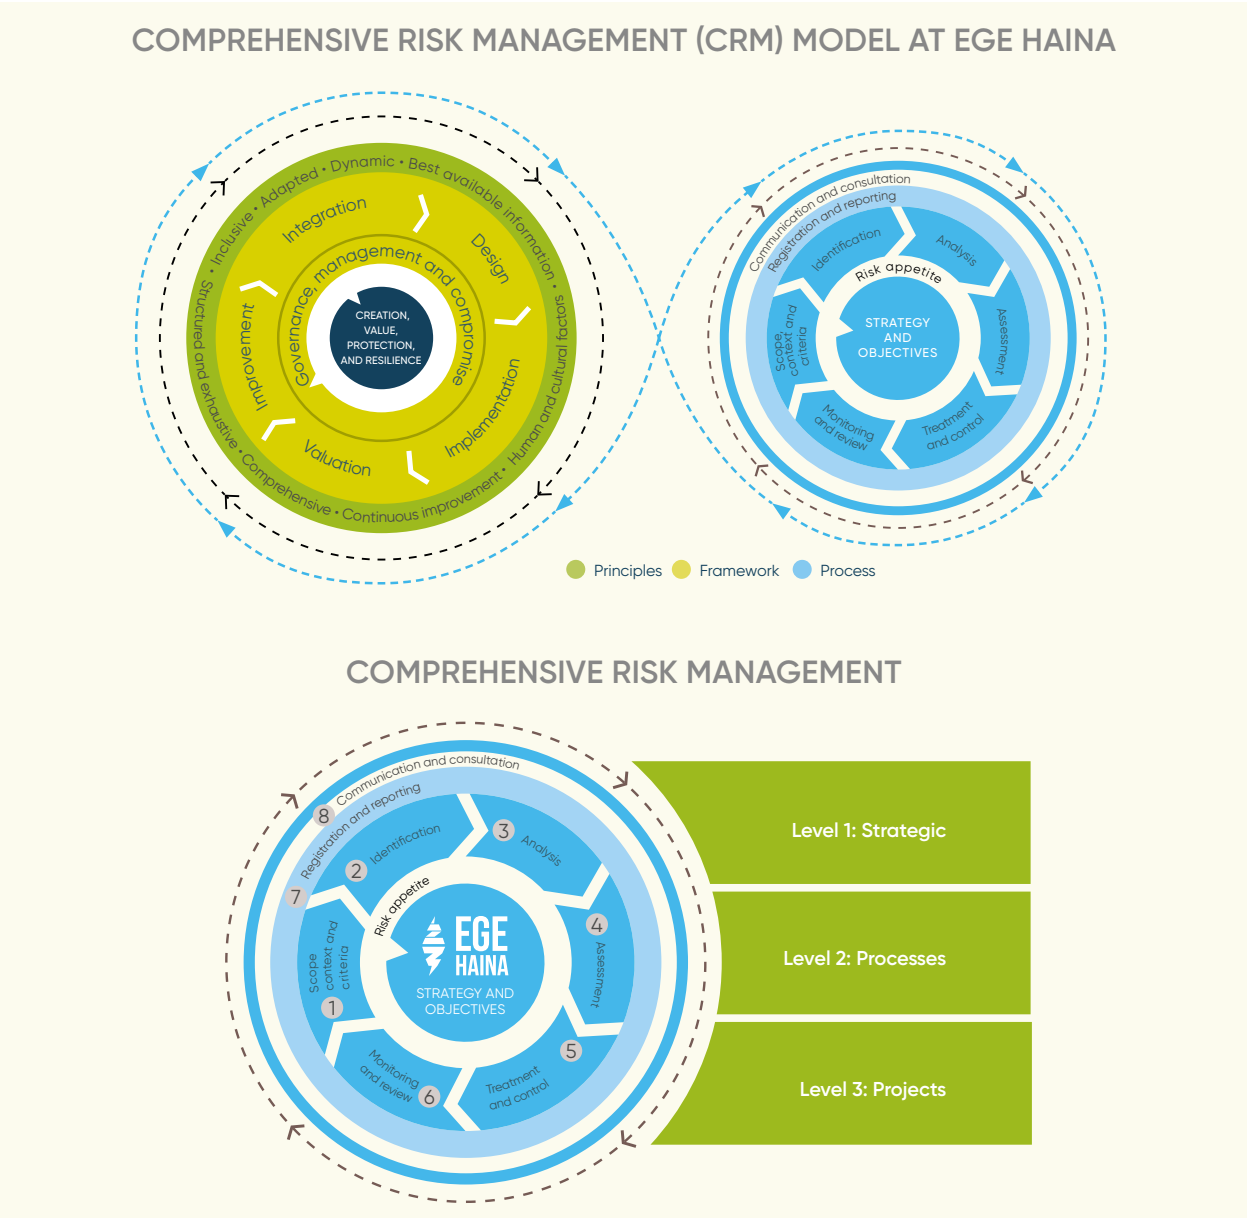 COMPREHENSIVE RISK MANAGEMENT (CRM) MODEL AT EGE HAINA
Structured and exhaustive • Inclusive • Adapted • Dynamic • Best available information • Human and cultural factors • Continuous improvement • Comprehensive •
Integration
Design
Implementation
Valuation
Improvement
Governance, management and compromise
CREATION,
VALUE,
PROTECTION,
AND RESILIENCE
Communication and consultation
Registration and reporting
Identification
Analysis
Assessment
Treatment
and control
Monitoring
and review
Scope,
context and
criteria
Risk appetite
STRATEGY
AND
OBJECTIVES
Principles
Framework
Process
COMPREHENSIVE RISK MANAGEMENT
8
Communication and consultation
7
Registration and reporting
2
Identification
3
Analysis
4
Assessment
5
Treatment
and control
6
Monitoring
and review
1
Scope
context and
criteria
Risk appetite
EGE
HAINA
STRATEGY AND
OBJECTIVES
Level 1: Strategic
Level 2: Processes
Level 3: Projects